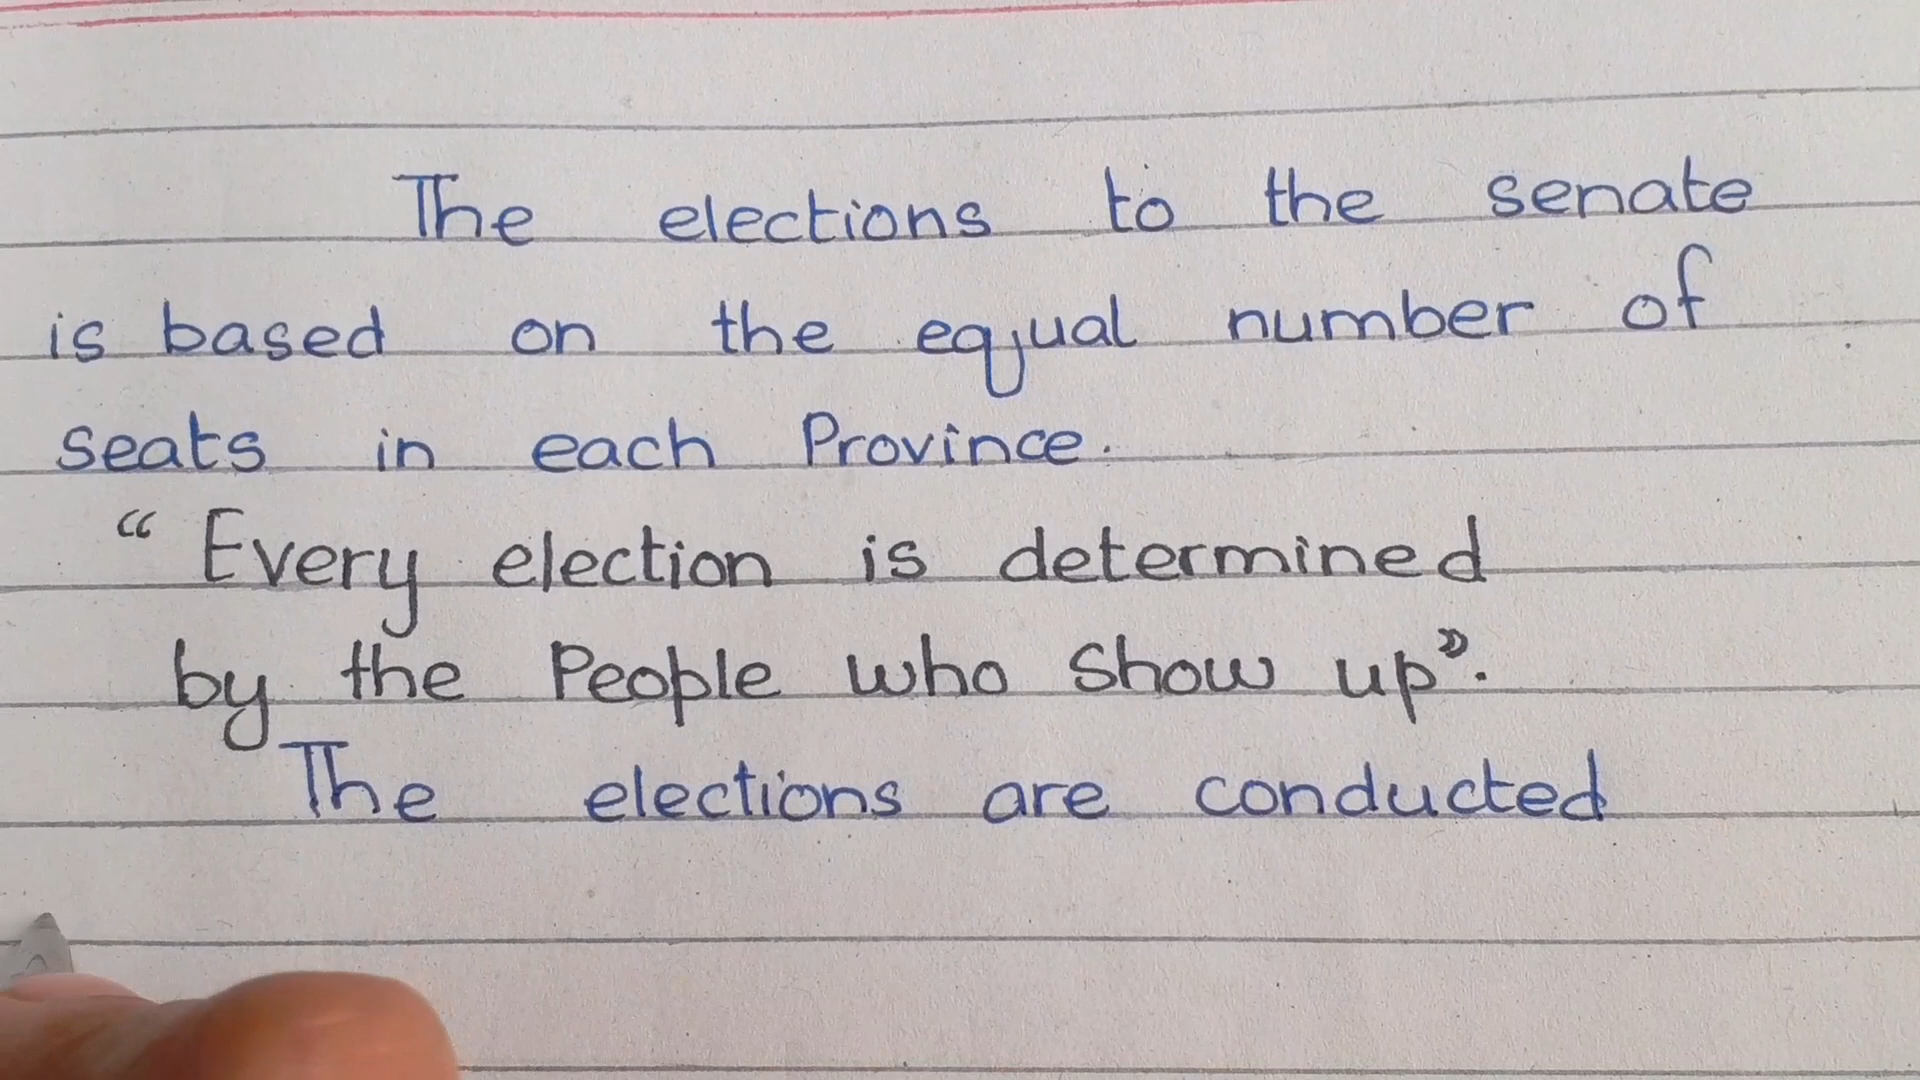 The elections to the senate
is based on the equal number of
seats in each Province.
“Every election is determined
by the People who Show up”.
The elections are conducted